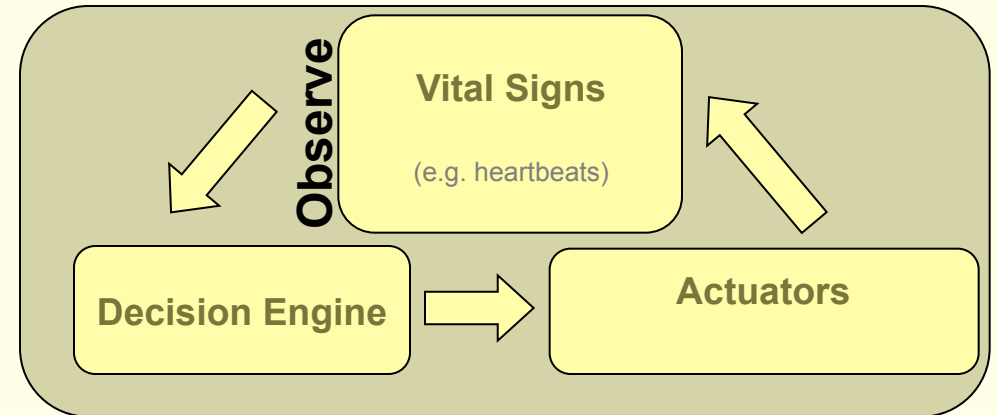 Observe
Vital Signs
(e.g. heartbeats)
Decision Engine
Actuators